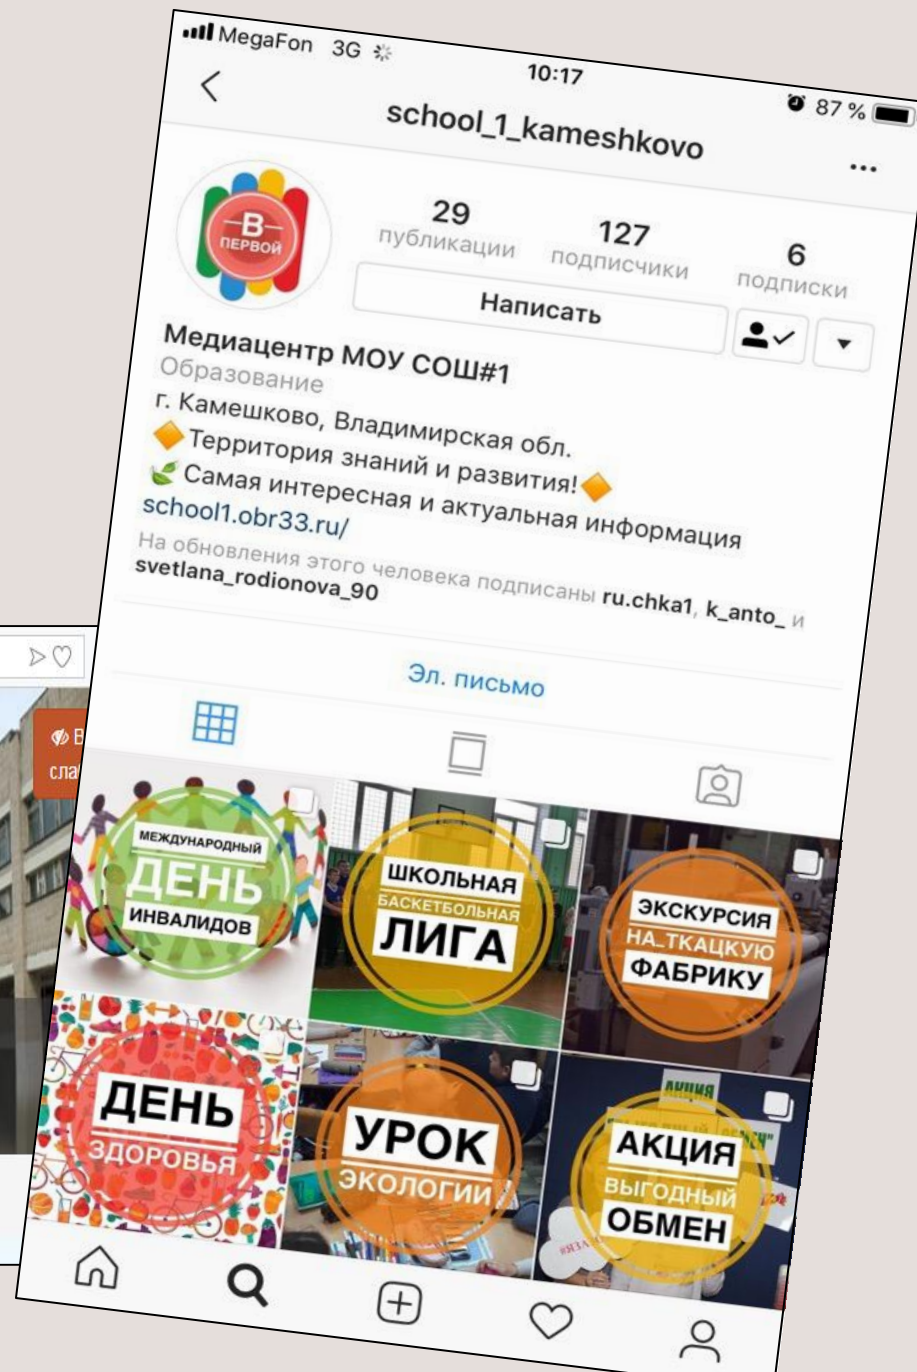 MegaFon 3G 10:17 87 %
school_1_kameshkovo
В
ПЕРВОЙ
29 127 6
публикации подписчики подписки
Написать
Медиацентр МОУ СОШ#1
Образование
г. Камешково, Владимирская обл.
🔶Территория знаний и развития!🔶
🌿Самая интересная и актуальная информация
school1.obr33.ru/
На обновления этого человека подписаны ru.chka1, k_anto_ и
svetlana_rodionova_90
Эл. письмо
МЕЖДУНАРОДНЫЙ
ДЕНЬ
ИНВАЛИДОВ
ШКОЛЬНАЯ
БАСКЕТБОЛЬНАЯ
ЛИГА
ЭКСКУРСИЯ
НА_ТКАЦКУЮ
ФАБРИКУ
ДЕНЬ
ЗДОРОВЬЯ
УРОК
ЭКОЛОГИИ
АКЦИЯ
АКЦИЯ
ВЫГОДНЫЙ
ОБМЕН